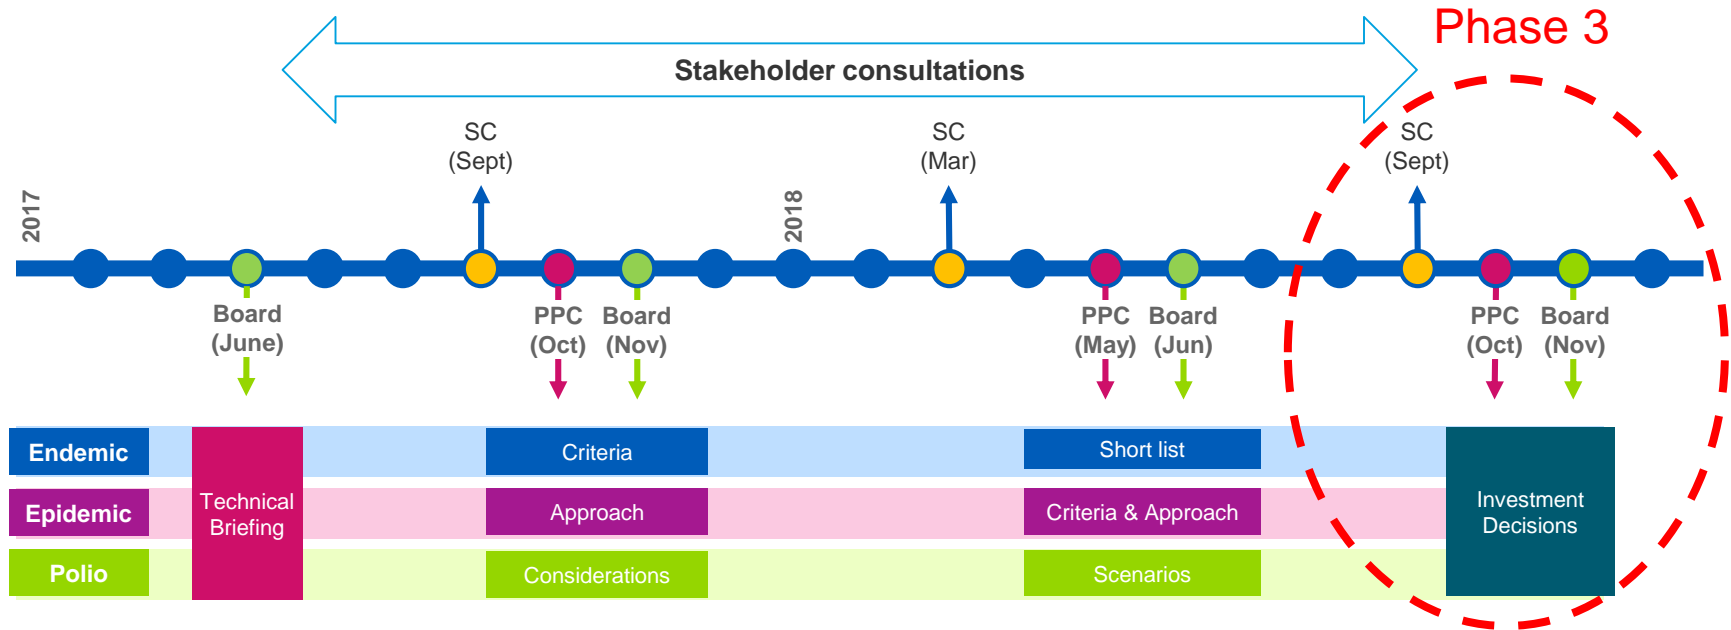 Phase 3
Stakeholder consultations
SC
(Sept)
SC
(Mar)
SC
(Sept)
2017
2018
Board
(June)
PPC
(Oct)
Board
(Nov)
PPC
(May)
Board
(Jun)
PPC
(Oct)
Board
(Nov)
Endemic
Criteria
Short list
Technical
Briefing
Investment
Decisions
Epidemic
Approach
Criteria & Approach
Polio
Considerations
Scenarios